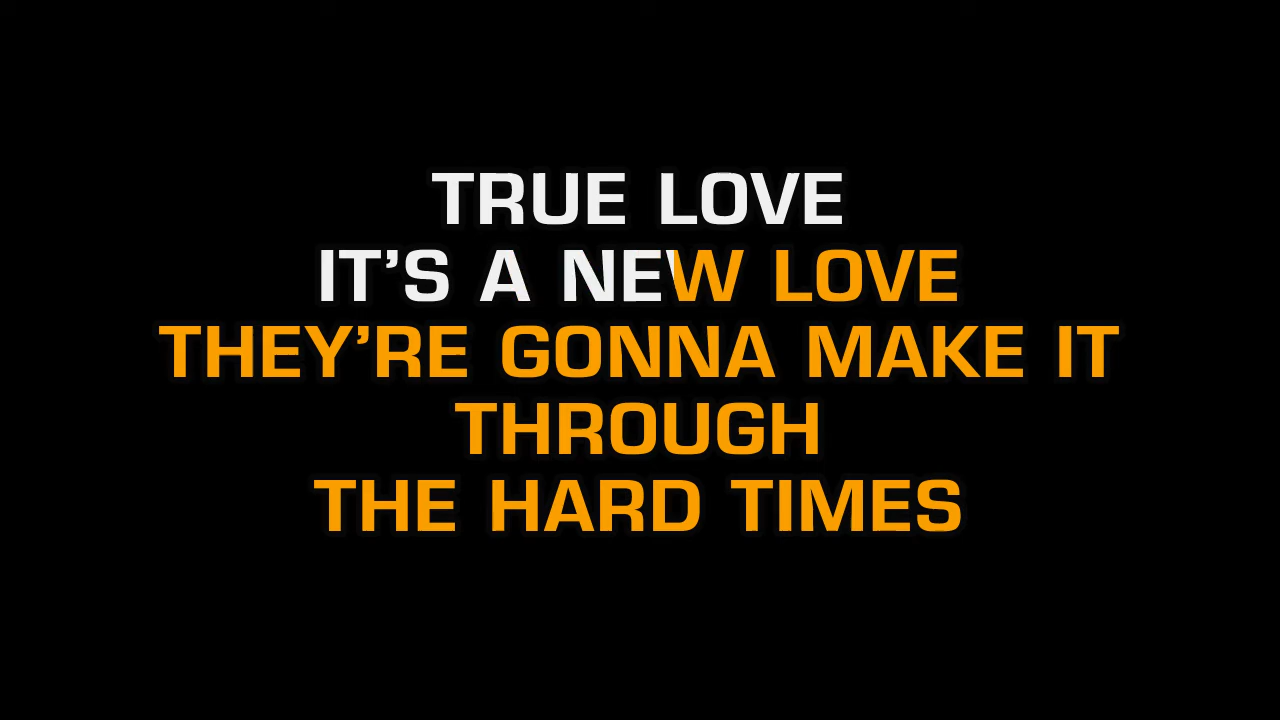 TRUE LOVE
IT’S A NEW LOVE
THEY’RE GONNA MAKE IT
THROUGH
THE HARD TIMES